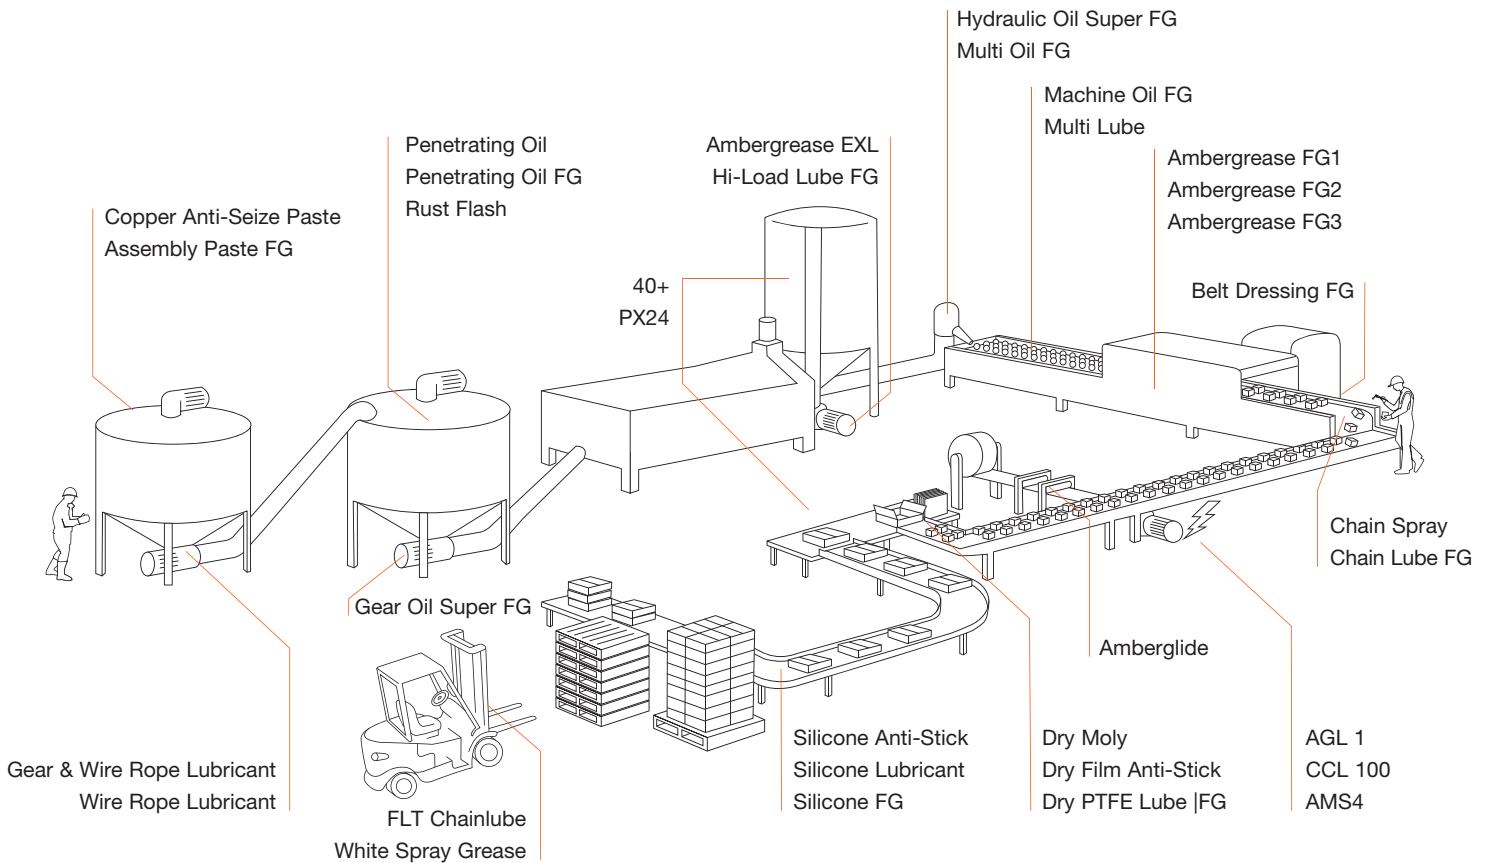 Hydraulic Oil Super FG
Multi Oil FG
Machine Oil FG
Multi Lube
Penetrating Oil
Penetrating Oil FG
Rust Flash
Ambergrease EXL
Hi-Load Lube FG
Ambergrease FG1
Ambergrease FG2
Ambergrease FG3
Copper Anti-Seize Paste
Assembly Paste FG
40+
PX24
Belt Dressing FG
Chain Spray
Chain Lube FG
Gear Oil Super FG
Amberglide
Gear & Wire Rope Lubricant
Wire Rope Lubricant
FLT Chainlube
White Spray Grease
Silicone Anti-Stick
Silicone Lubricant
Silicone FG
Dry Moly
Dry Film Anti-Stick
Dry PTFE Lube |FG
AGL 1
CCL 100
AMS4